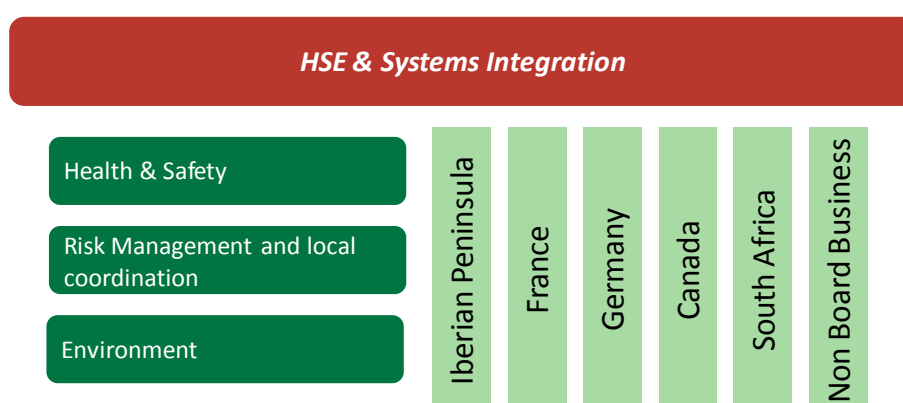 HSE & Systems Integration
Health & Safety
Risk Management and local
coordination
Environment
Iberian Peninsula
France
Germany
Canada
South Africa
Non Board Business